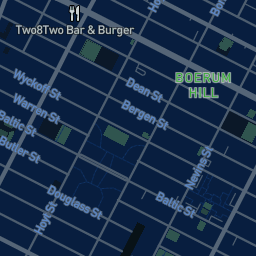 Two8Two Bar & Burger
Wyckoff St
Dean St
BOERUM
HILL
Warren St
Bergen St
Baltic St
Butler St
Nevins St
Douglass St
Baltic St
Hoy St